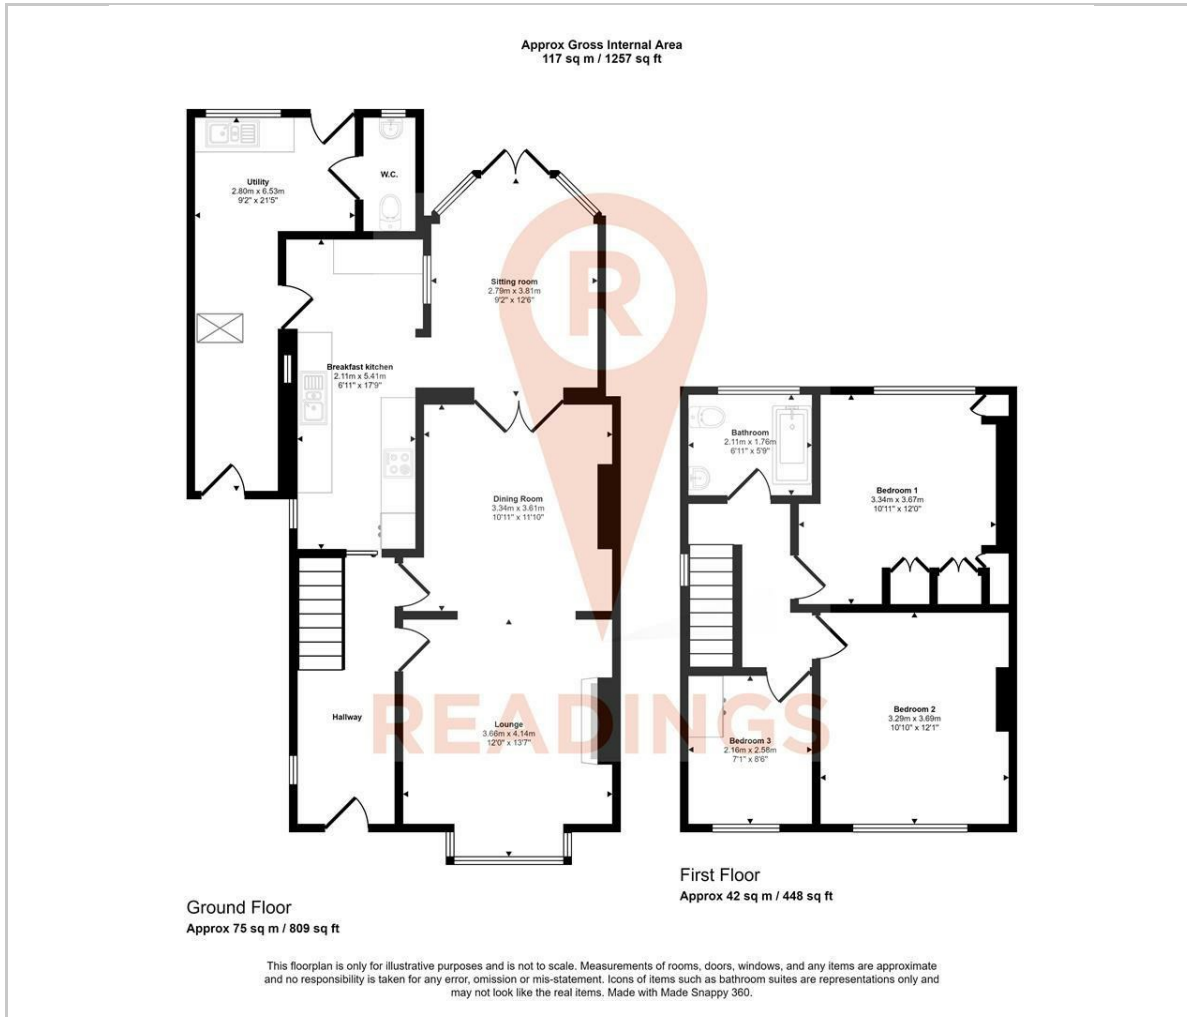 Approx Gross Internal Area
117 sq m / 1257 sq ft
Utility
2.80m x 6.53m
9'2" x 21'5"
W.C.
Sitting room
2.79m x 3.81m
9'2" x 12'6"
R
Breakfast kitchen
2.11m x 5.41m
6'11" x 17'9"
Dining Room
3.34m x 3.61m
10'11" x 11'10"
Bathroom
2.11m x 1.76m
6'11" x 5'9"
Bedroom 1
3.34m x 3.67m
10'11" x 12'0"
Hallway
READINGS
Lounge
3.66m x 4.14m
12'0" x 13'7"
Bedroom 3
2.16m x 2.58m
7'1" x 8'6"
Bedroom 2
3.29m x 3.69m
10'10" x 12'1"
Ground Floor
Approx 75 sq m / 809 sq ft
First Floor
Approx 42 sq m / 448 sq ft
This floorplan is only for illustrative purposes and is not to scale. Measurements of rooms, doors, windows, and any items are approximate
and no responsibility is taken for any error, omission or mis-statement. Icons of items such as bathroom suites are representations only and
may not look like the real items. Made with Made Snappy 360.